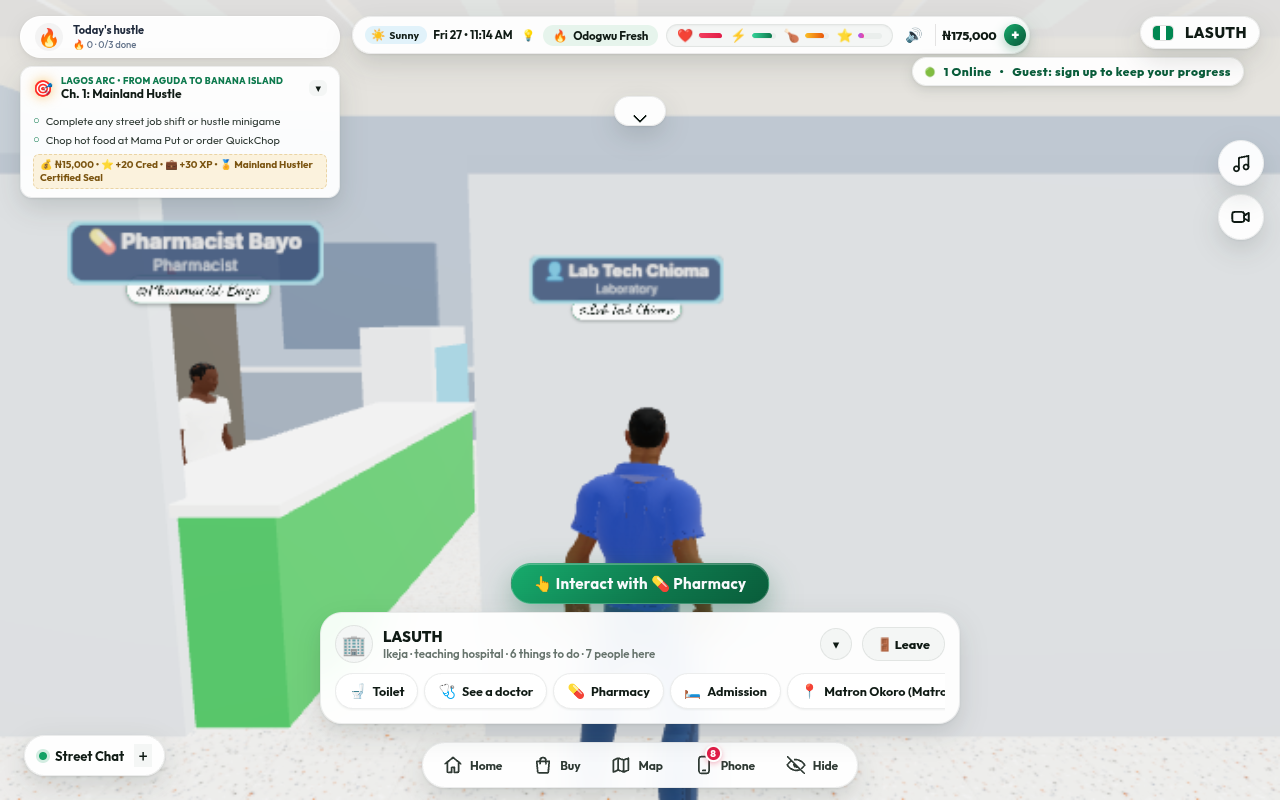 Today's hustle
🔥 0 · 0/3 done
LAGOS ARC • FROM AGUDA TO BANANA ISLAND
Ch. 1: Mainland Hustle
Complete any street job shift or hustle minigame
Chop hot food at Mama Put or order QuickChop
💰 ₦15,000 • ⭐ +20 Cred • 💼 +30 XP • 🏅 Mainland Hustler
Certified Seal
Sunny
Fri 27 • 11:14 AM
Odogwu Fresh
₦175,000
+
LASUTH
1 Online • Guest: sign up to keep your progress
Pharmacist Bayo
Pharmacist
@Pharmacist Bayo
Lab Tech Chioma
Laboratory
@Lab Tech Chioma
Interact with 💊 Pharmacy
LASUTH
Ikeja · teaching hospital · 6 things to do · 7 people here
Leave
Toilet
See a doctor
Pharmacy
Admission
Matron Okoro (Matro
Street Chat
+
Home
Buy
Map
8
Phone
Hide